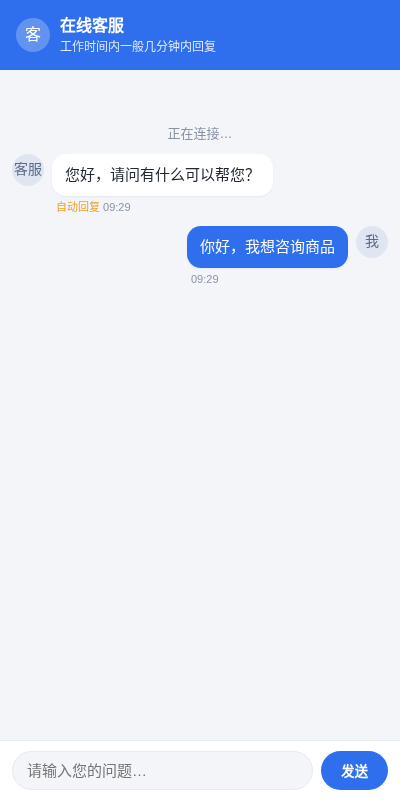 客
在线客服
工作时间内一般几分钟内回复
正在连接…
客服
您好，请问有什么可以帮您？
自动回复 09:29
你好，我想咨询商品
我
09:29
请输入您的问题…
发送